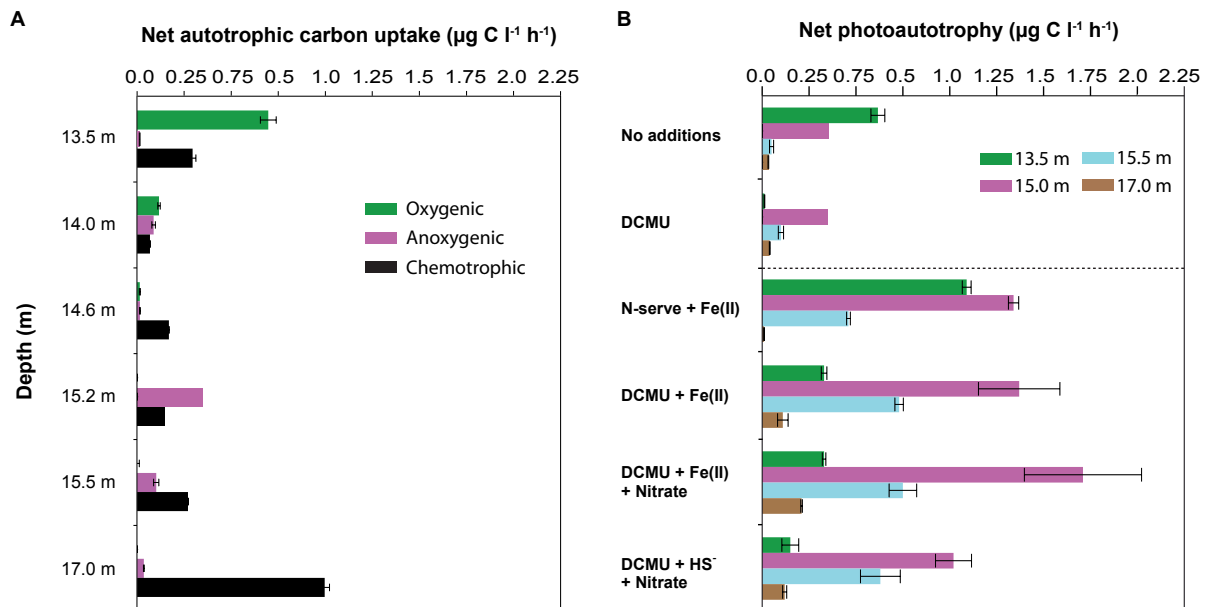 A
Net autotrophic carbon uptake (µg C l-1 h-1)
0.0 0.25 0.75 0.5 1.0 1.25 1.5 2.0 2.25
13.5 m
14.0 m
14.6 m
15.2 m
15.5 m
17.0 m
Depth (m)
Oxygenic
Anoxygenic
Chemotrophic
B
Net photoautotrophy (µg C l-1 h-1)
0.0 0.25 0.75 0.5 1.0 1.25 1.5 2.0 2.25
No additions
DCMU
N-serve + Fe(II)
DCMU + Fe(II)
DCMU + Fe(II)
+ Nitrate
DCMU + HS-
+ Nitrate
13.5 m 15.5 m
15.0 m 17.0 m